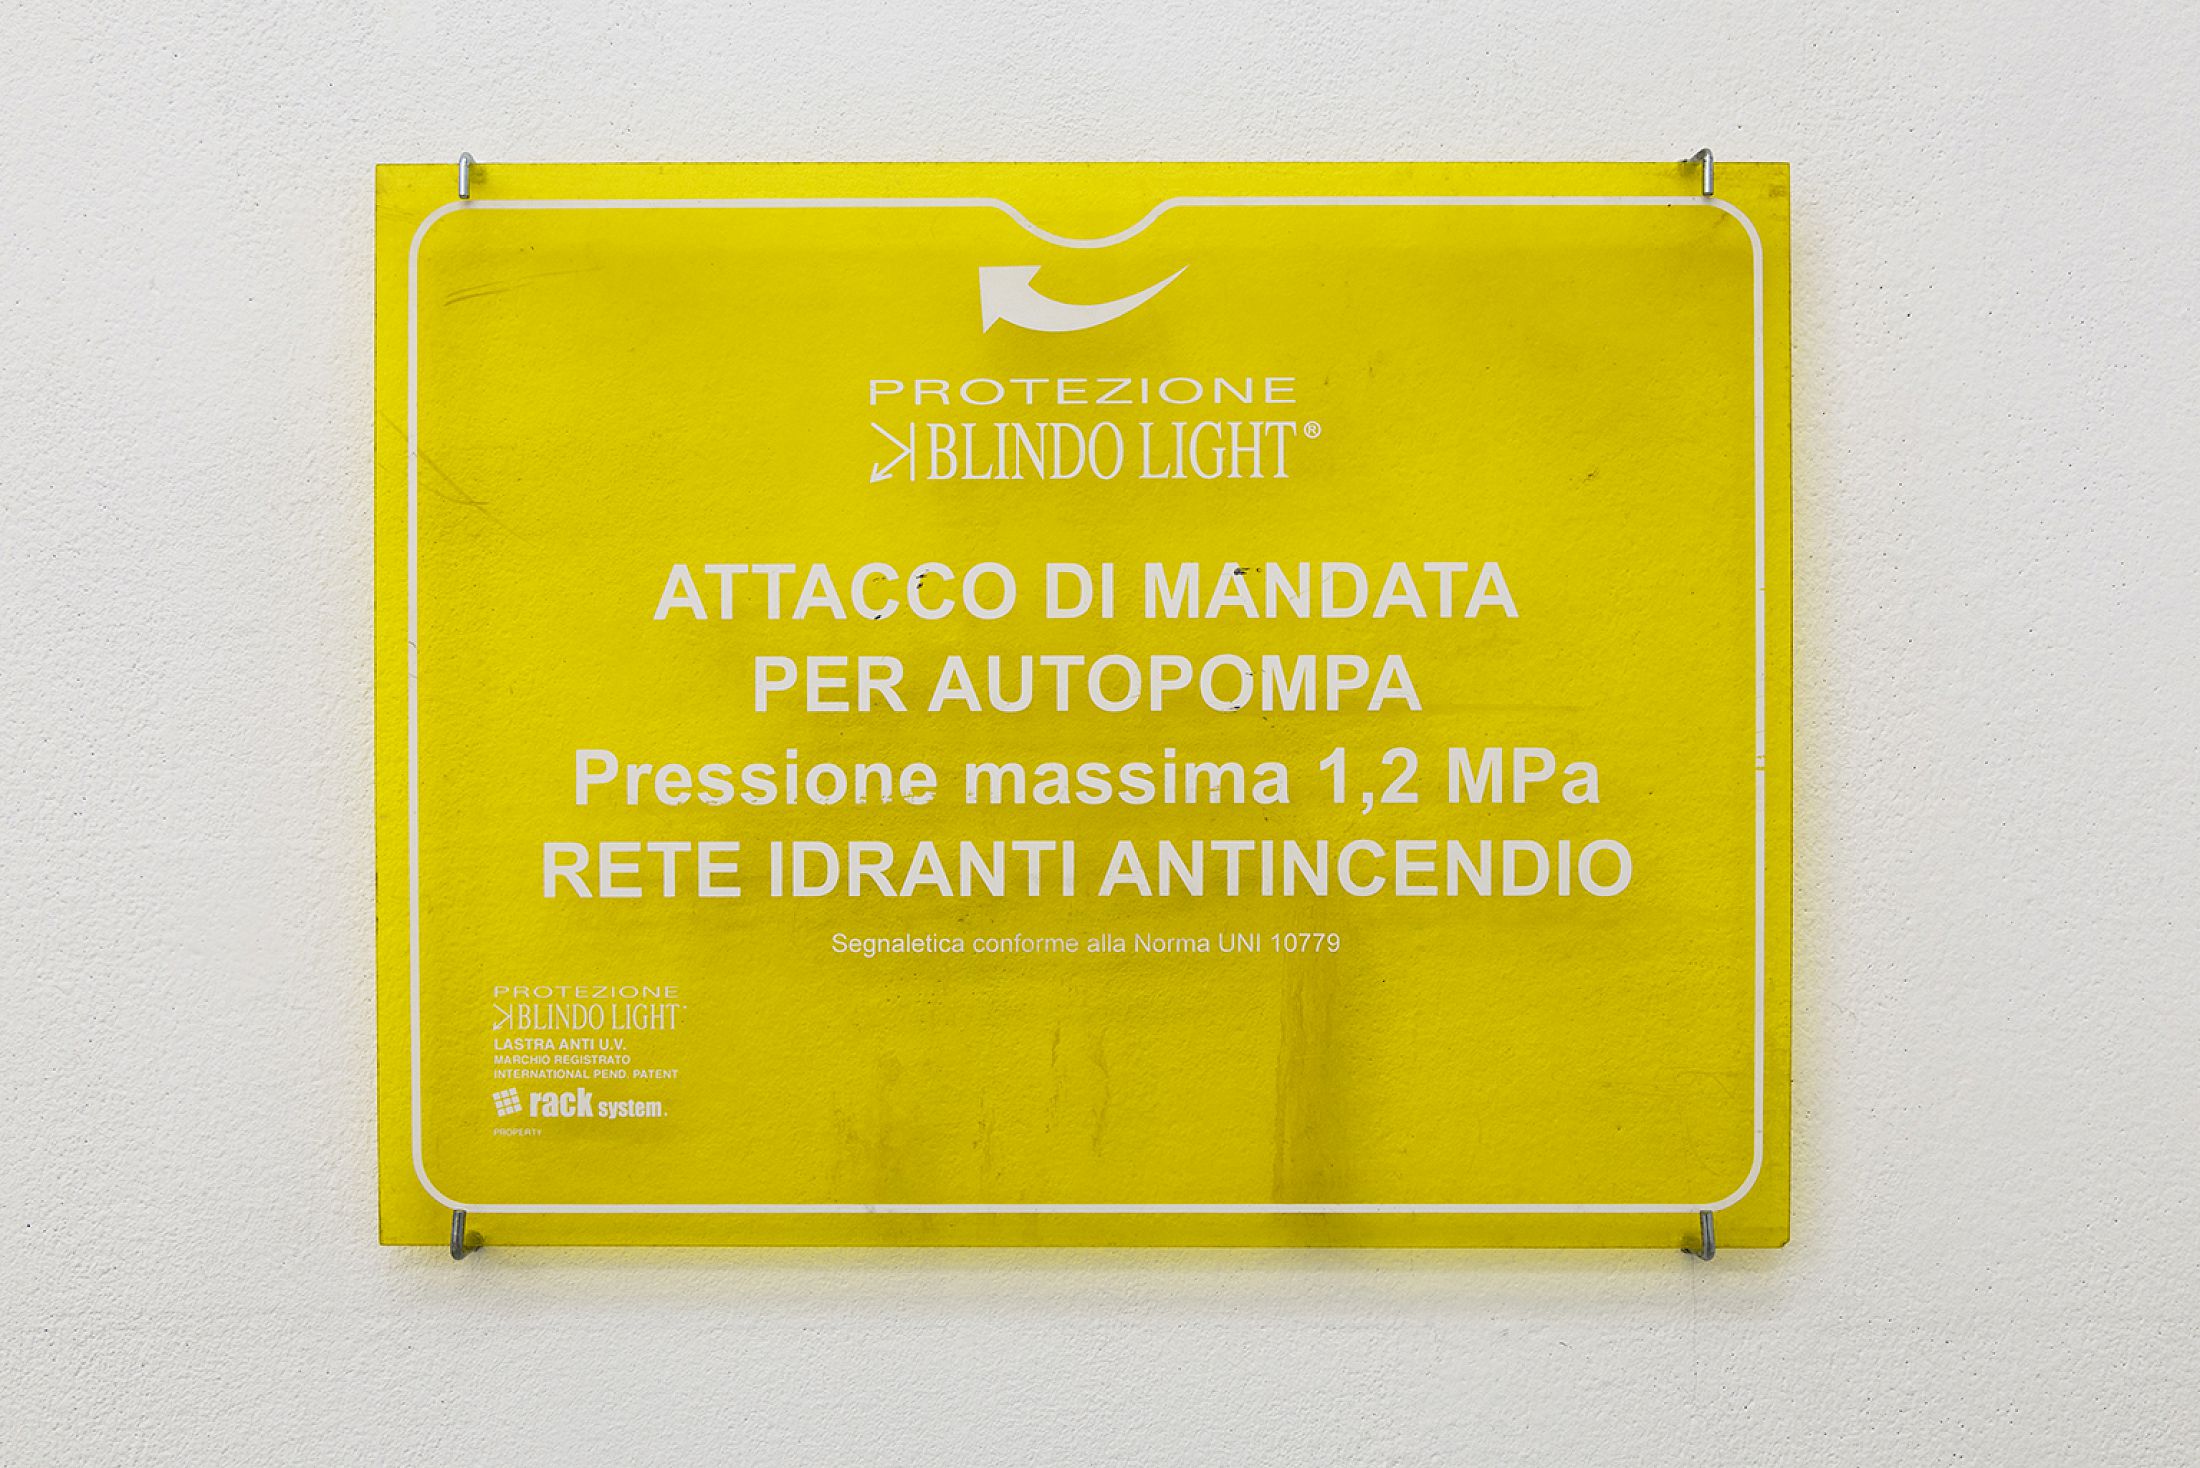 PROTEZIONE
BLINDO LIGHT®
ATTACCO DI MANDATA
PER AUTOPOMPA
Pressione massima 1,2 MPa
RETE IDRANTI ANTINCENDIO
Segnaletica conforme alla Norma UNI 10779
PROTEZIONE
BLINDO LIGHT
LASTRA ANTI U.V.
MARCHIO REGISTRATO
INTERNATIONAL PEND. PATENT
rack system.
PROPERTY